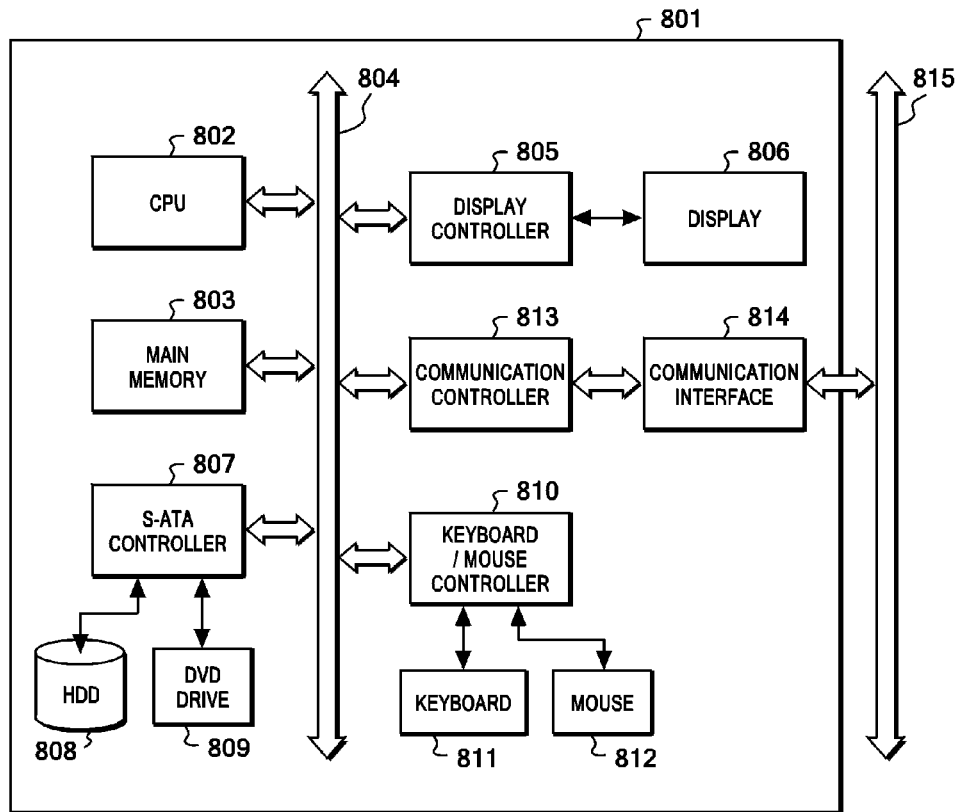 801
804
815
802
CPU
805
DISPLAY
CONTROLLER
806
DISPLAY
803
MAIN
MEMORY
813
COMMUNICATION
CONTROLLER
814
COMMUNICATION
INTERFACE
807
S-ATA
CONTROLLER
810
KEYBOARD
/ MOUSE
CONTROLLER
HDD
808
DVD
DRIVE
809
KEYBOARD
811
MOUSE
812